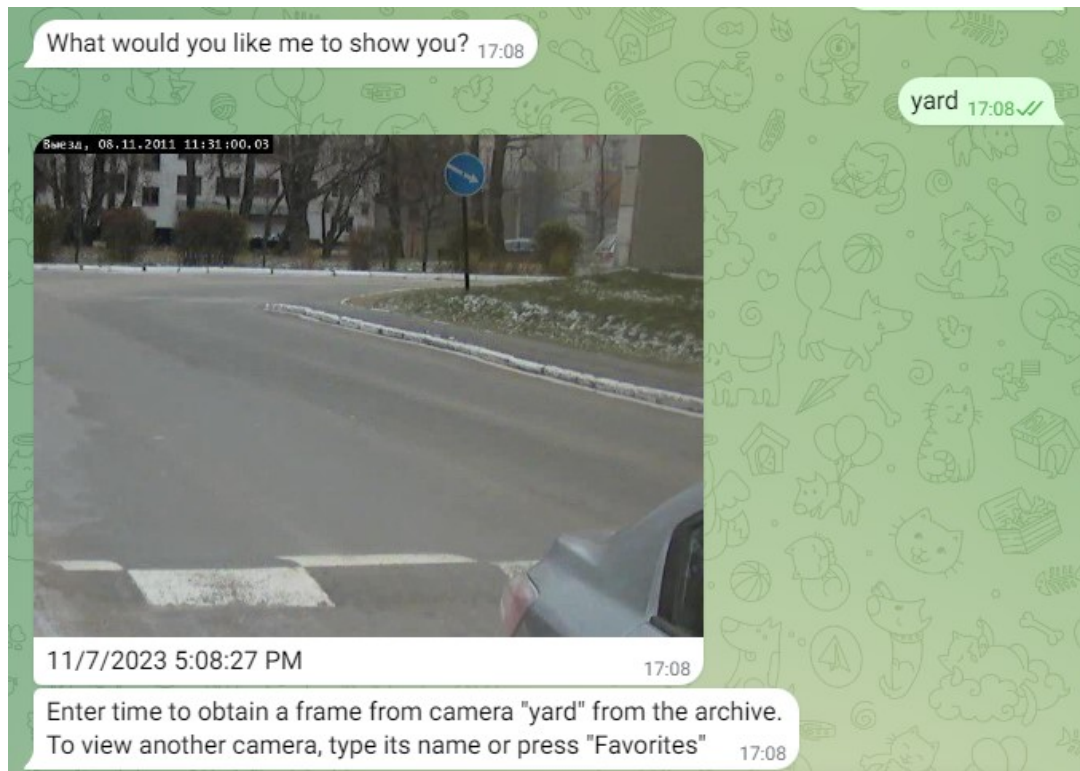 What would you like me to show you? 17:08
yard 17:08
Выезд, 08.11.2011 11:31:00.03
11/7/2023 5:08:27 PM 17:08
Enter time to obtain a frame from camera "yard" from the archive.
To view another camera, type its name or press "Favorites" 17:08